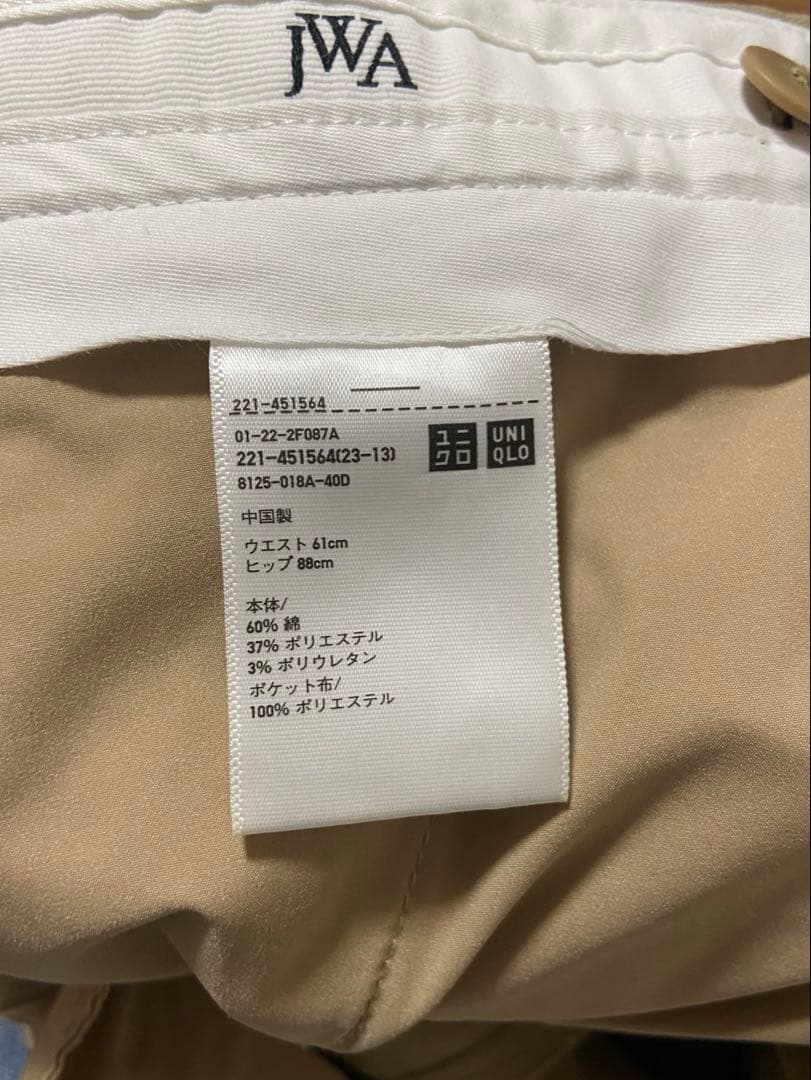 JWA
221-451564
01-22-2F087A
221-451564(23-13)
8125-018A-40D
ユニクロ
UNIQLO
中国製
ウエスト 61cm
ヒップ 88cm
本体/
60% 綿
37% ポリエステル
3% ポリウレタン
ポケット布/
100% ポリエステル